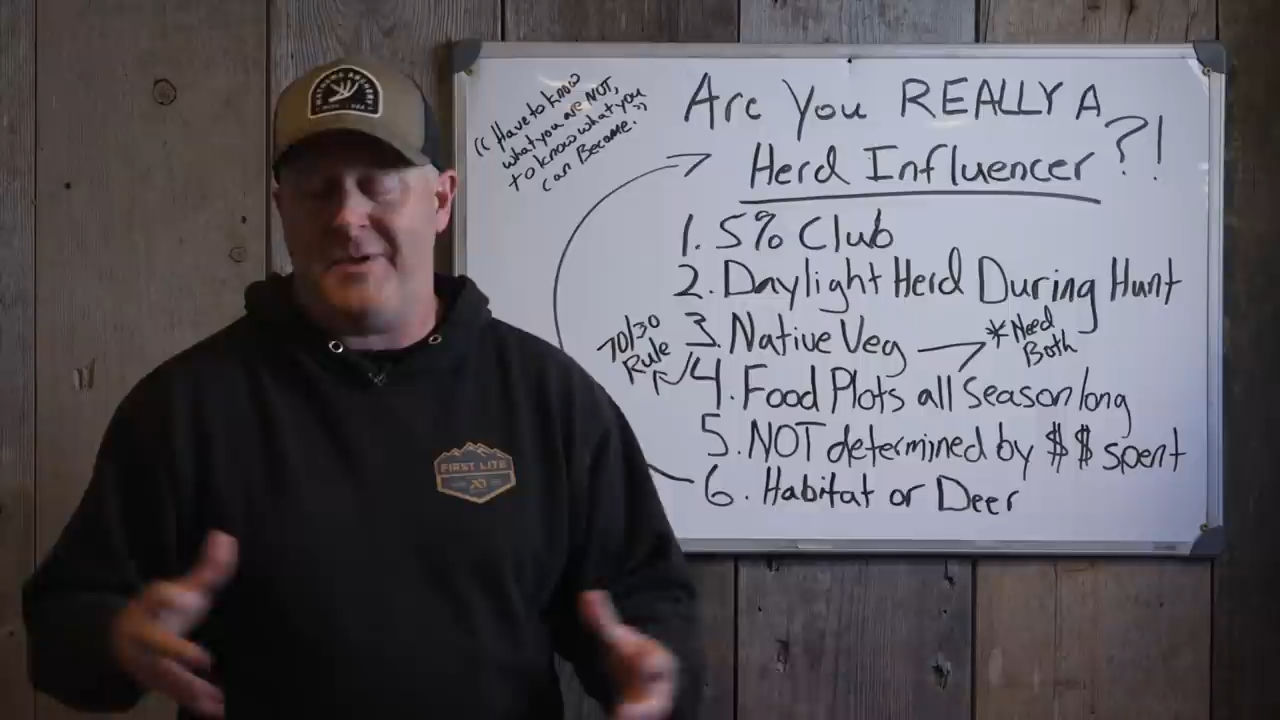 MATHEWS ARCHERY
FIRST LITE
"Have to know
what you are NOT,
to know what you
can Become."
Are You REALLY A
Herd Influencer ?!
1. 5% Club
2. Daylight Herd During Hunt
3. Native Veg
*Need
Both
70/30
Rule
4. Food Plots all Season long
5. NOT determined by $$ spent
6. Habitat or Deer